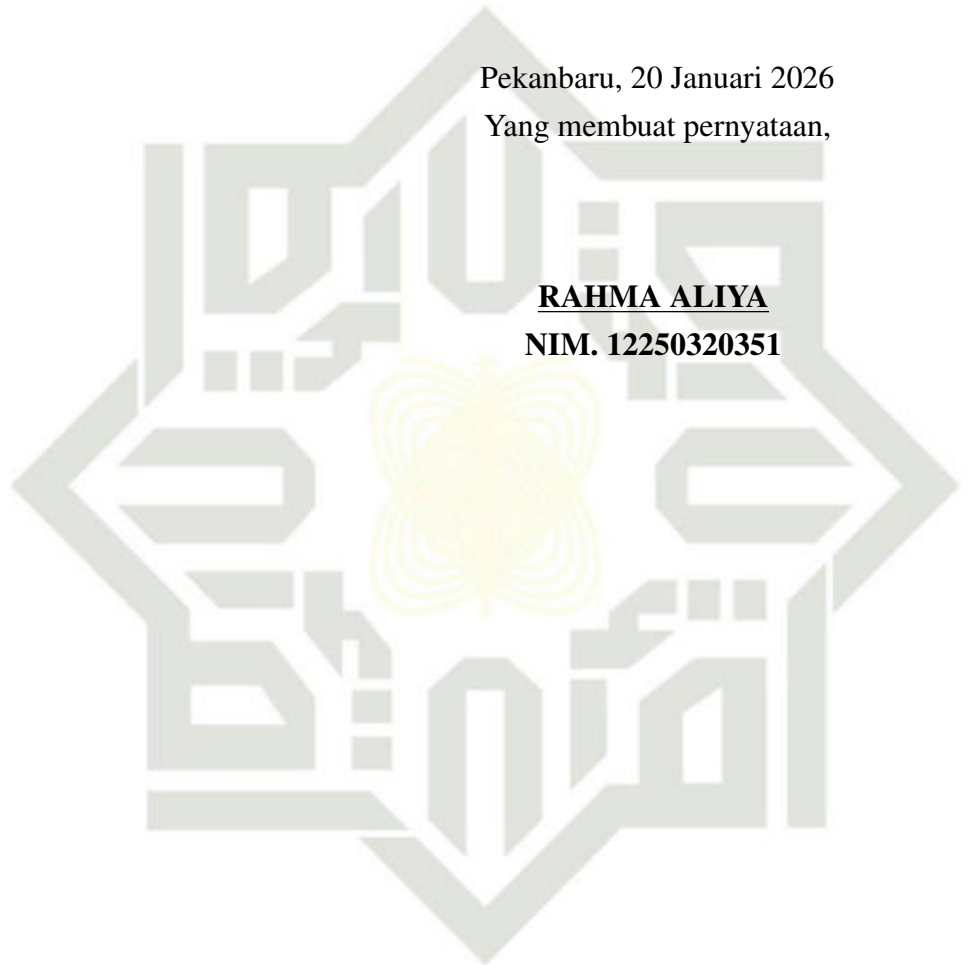 Pekanbaru, 20 Januari 2026
Yang membuat pernyataan,
RAHMA ALIYA
NIM. 12250320351